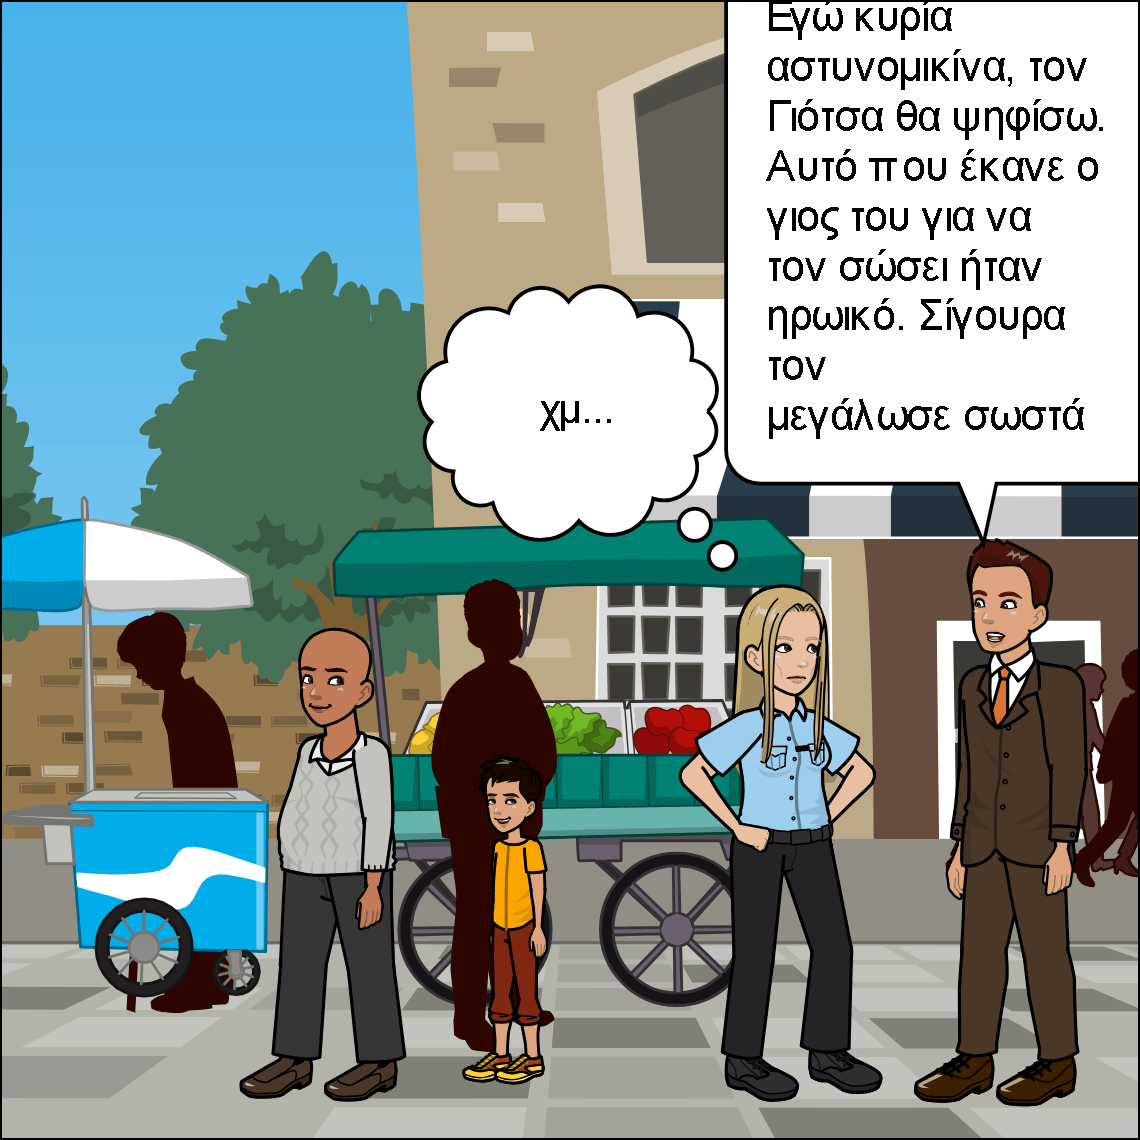 χμ...
Εγώ κυρία
αστυνομικίνα, τον
Γιότσα θα ψηφίσω.
Αυτό που έκανε ο
γιος του για να
τον σώσει ήταν
ηρωικό. Σίγουρα
τον
μεγάλωσε σωστά